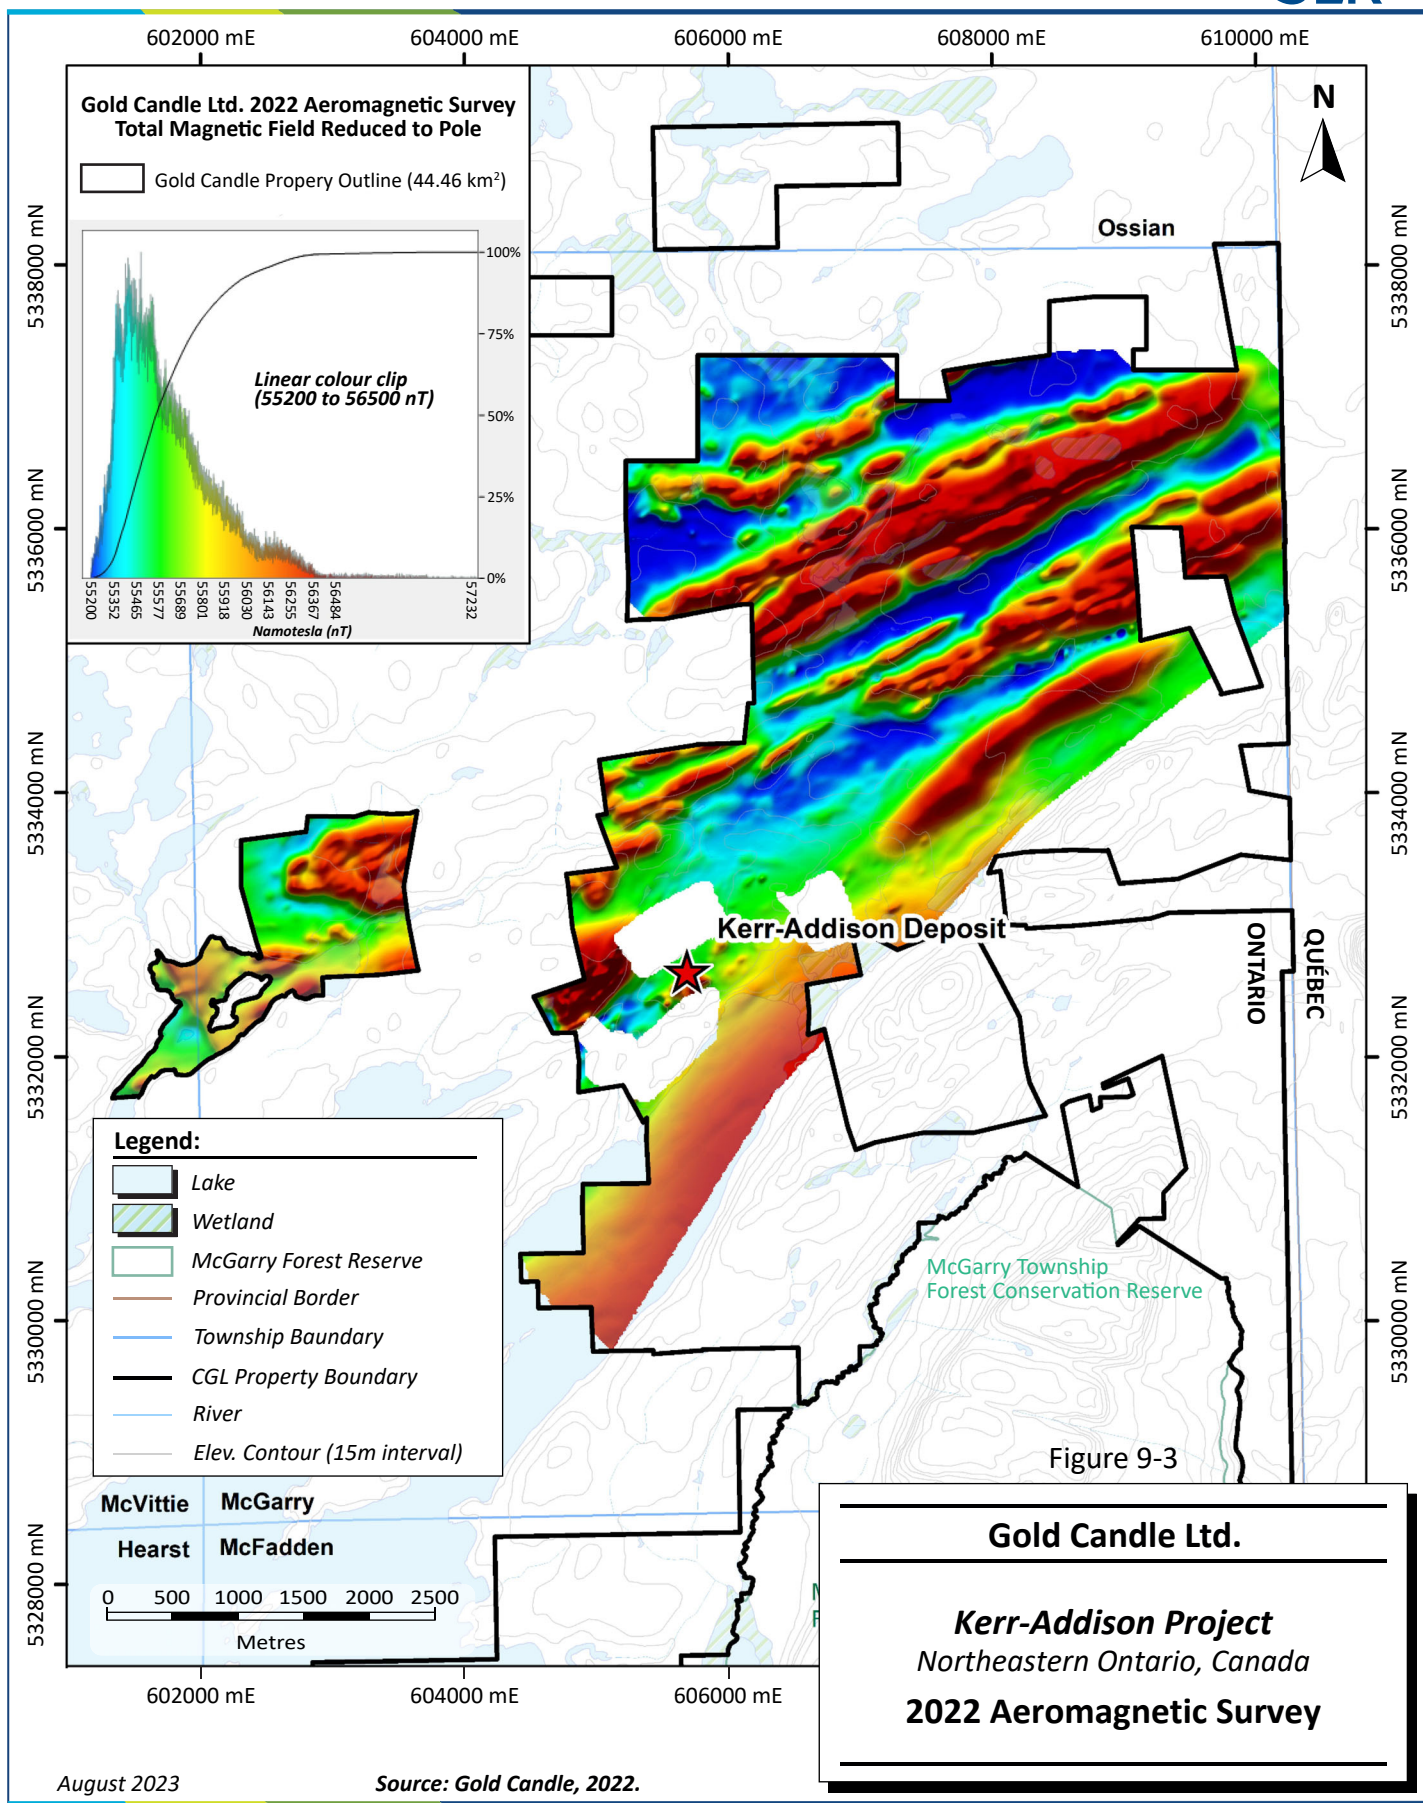 602000 mE
604000 mE
606000 mE
608000 mE
610000 mE
Gold Candle Ltd. 2022 Aeromagnetic Survey
Total Magnetic Field Reduced to Pole
Gold Candle Propery Outline (44.46 km²)
100%
75%
50%
25%
0%
Linear colour clip
(55200 to 56500 nT)
55200
55352
55465
55577
55689
55801
55918
56030
56143
56255
56367
56484
57232
Namotesla (nT)
N
Ossian
5338000 mN
5336000 mN
5334000 mN
5332000 mN
5330000 mN
5328000 mN
5338000 mN
5336000 mN
5334000 mN
5332000 mN
5330000 mN
Kerr-Addison Deposit
ONTARIO
QUÉBEC
Legend:
Lake
Wetland
McGarry Forest Reserve
Provincial Border
Township Baundary
CGL Property Boundary
River
Elev. Contour (15m interval)
McGarry Township
Forest Conservation Reserve
McVittie
McGarry
Hearst
McFadden
0 500 1000 1500 2000 2500
Metres
602000 mE
604000 mE
606000 mE
Figure 9-3
Gold Candle Ltd.
Kerr-Addison Project
Northeastern Ontario, Canada
2022 Aeromagnetic Survey
August 2023
Source: Gold Candle, 2022.